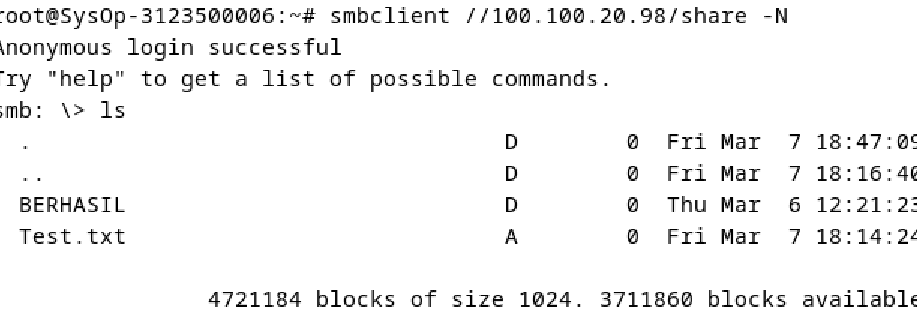 root@SysOp-3123500006:~# smbclient //100.100.20.98/share -N
Anonymous login successful
Try "help" to get a list of possible commands.
smb: \> ls
  .                                   D        0  Fri Mar  7 18:47:09
  ..                                  D        0  Fri Mar  7 18:16:40
  BERHASIL                            D        0  Thu Mar  6 12:21:23
  Test.txt                            A        0  Fri Mar  7 18:14:24
                4721184 blocks of size 1024. 3711860 blocks available